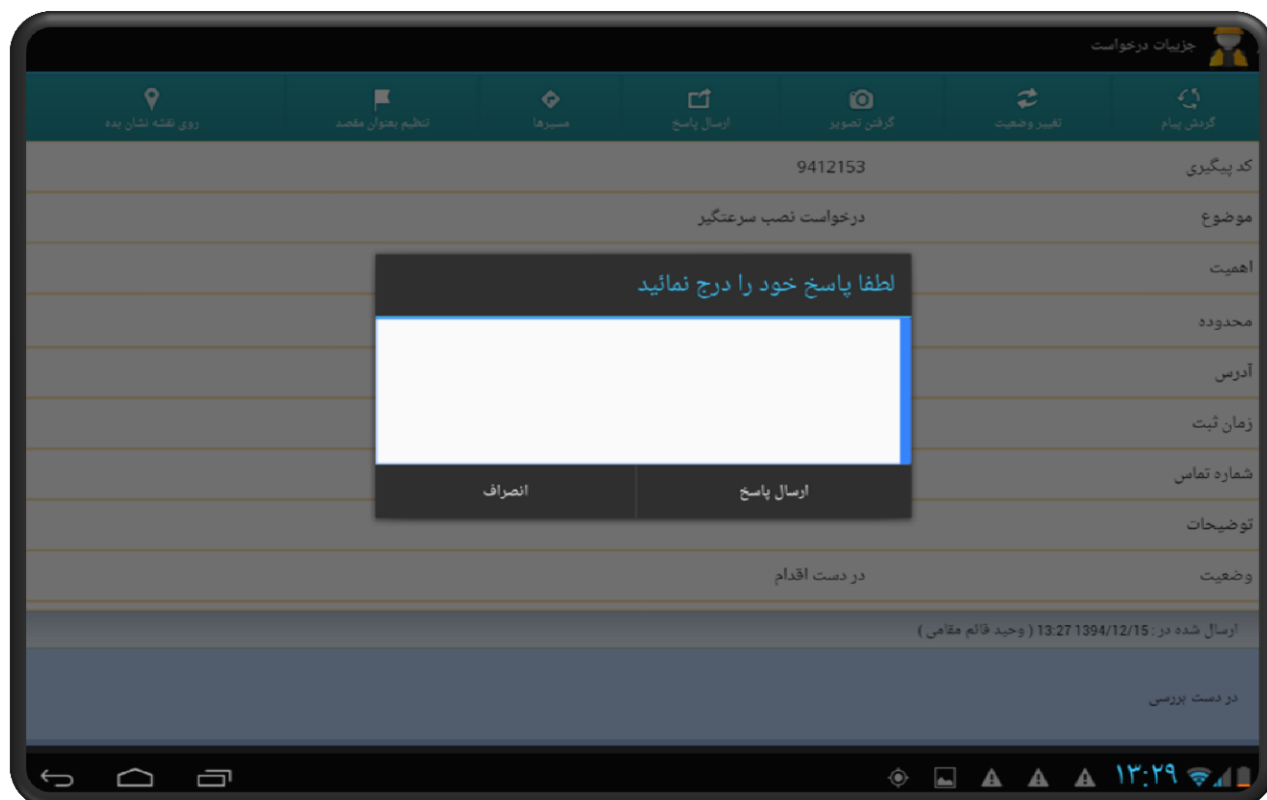 جزییات درخواست
گردش پیام
تغییر وضعیت
گرفتن تصویر
ارسال پاسخ
مسیرها
تنظیم بعنوان مقصد
روی نقشه نشان بده
کد پیگیری 9412153
موضوع درخواست نصب سرعتگیر
اهمیت
محدوده
آدرس
زمان ثبت
شماره تماس
توضیحات
وضعیت در دست اقدام
لطفا پاسخ خود را درج نمائید
ارسال پاسخ انصراف
ارسال شده در : 1394/12/15 13:27 ( وحید قائم مقامی )
در دست بررسی
۱۳:۲۹